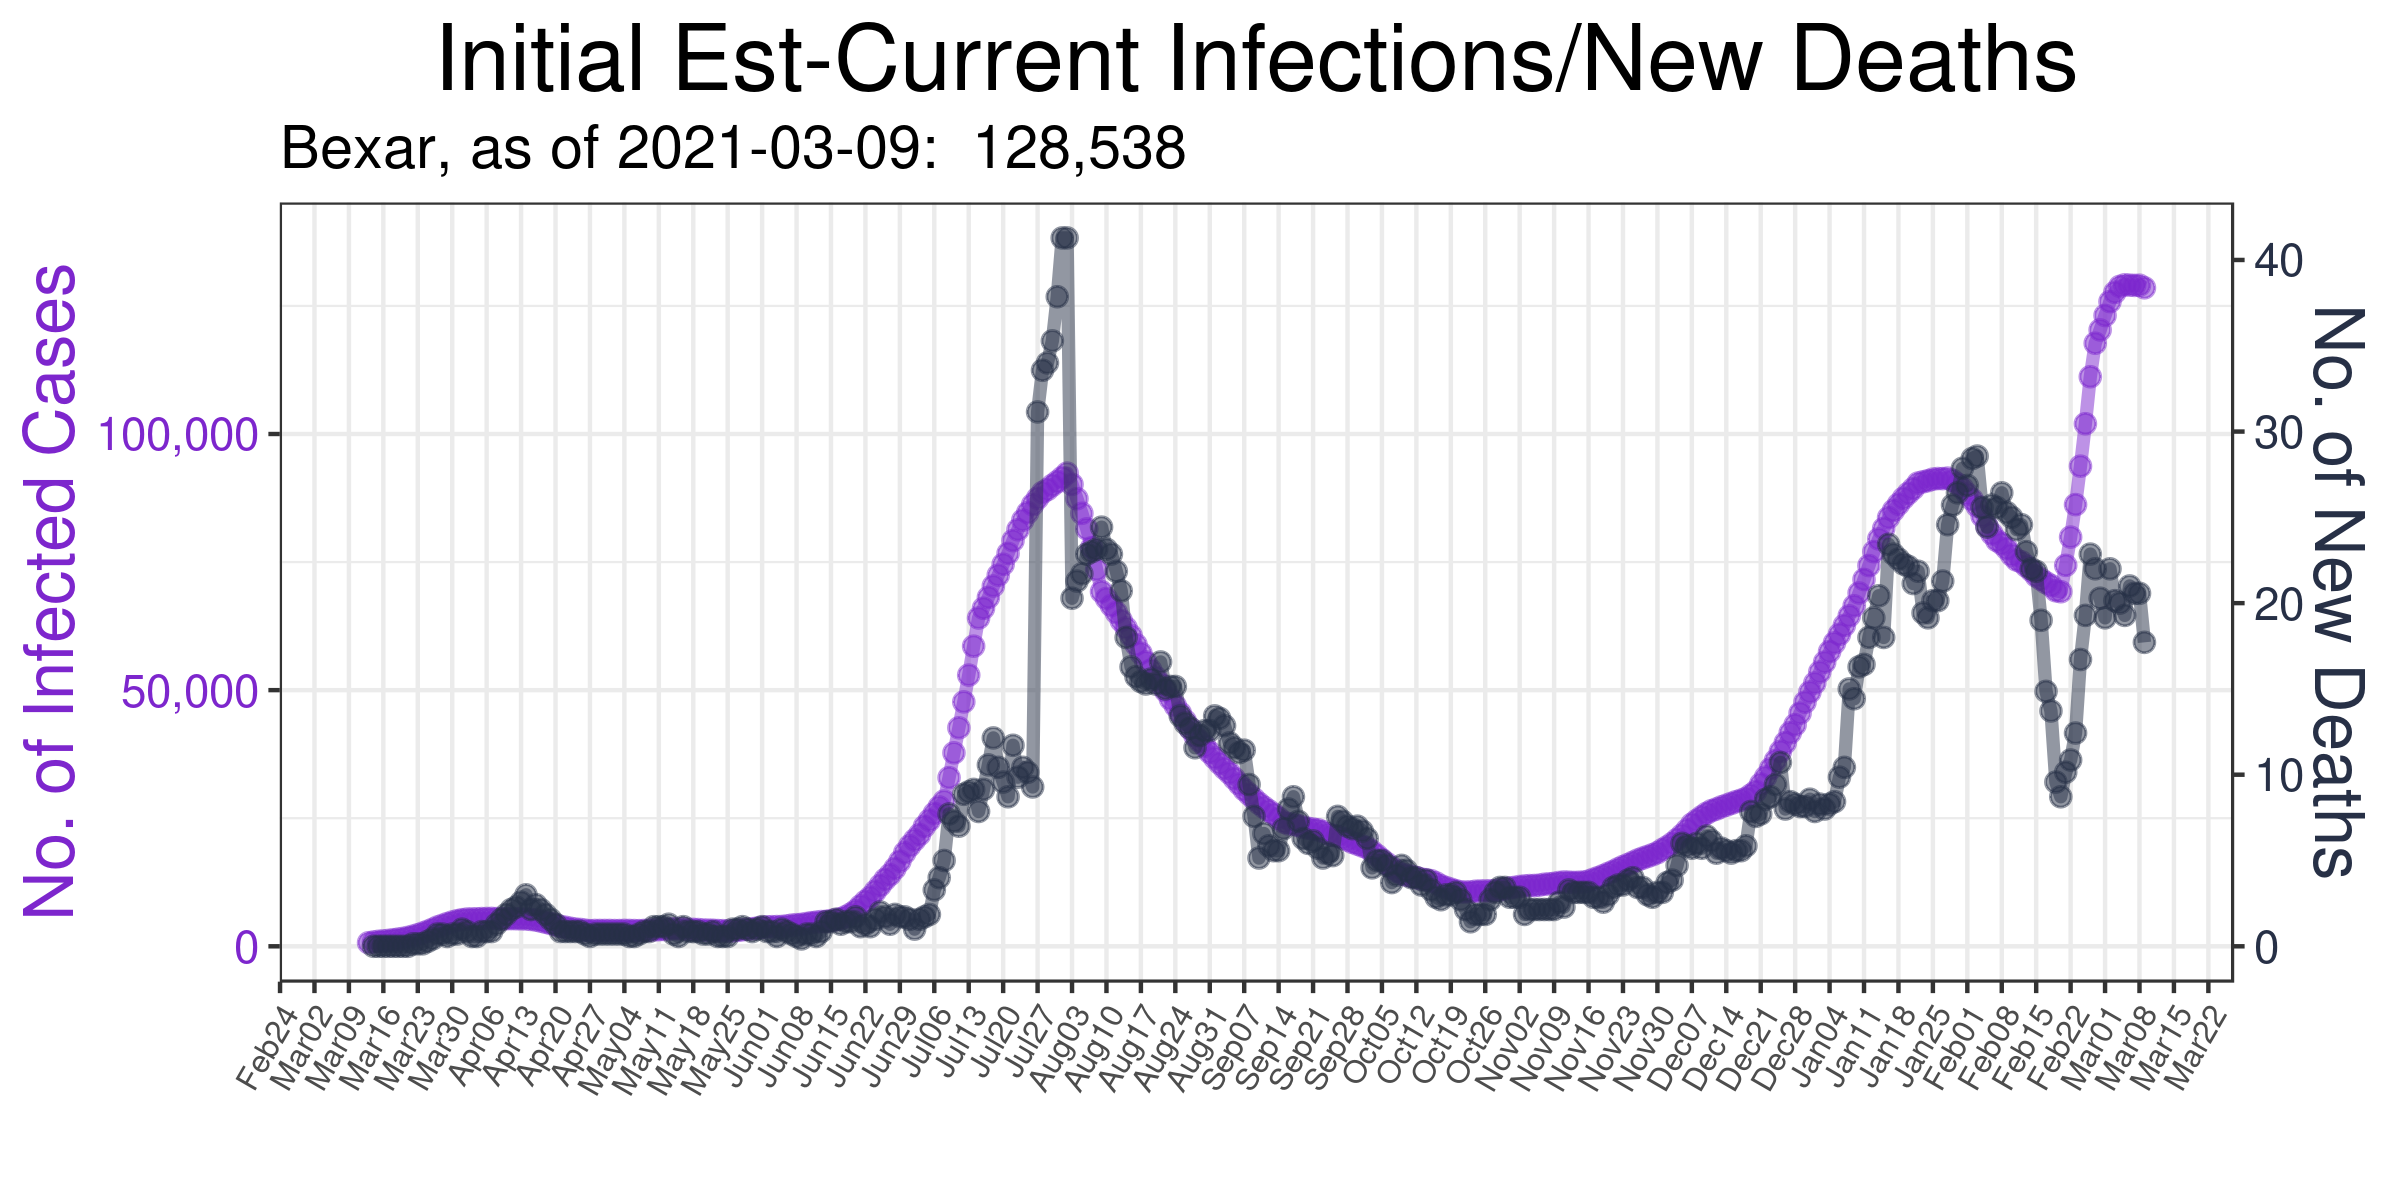 Initial Est-Current Infections/New Deaths
Bexar, as of 2021-03-09:  128,538
No. of Infected Cases
100,000
50,000
0
40
30
20
10
0
No. of New Deaths
Feb24
Mar02
Mar09
Mar16
Mar23
Mar30
Apr06
Apr13
Apr20
Apr27
May04
May11
May18
May25
Jun01
Jun08
Jun15
Jun22
Jun29
Jul06
Jul13
Jul20
Jul27
Aug03
Aug10
Aug17
Aug24
Aug31
Sep07
Sep14
Sep21
Sep28
Oct05
Oct12
Oct19
Oct26
Nov02
Nov09
Nov16
Nov23
Nov30
Dec07
Dec14
Dec21
Dec28
Jan04
Jan11
Jan18
Jan25
Feb01
Feb08
Feb15
Feb22
Mar01
Mar08
Mar15
Mar22